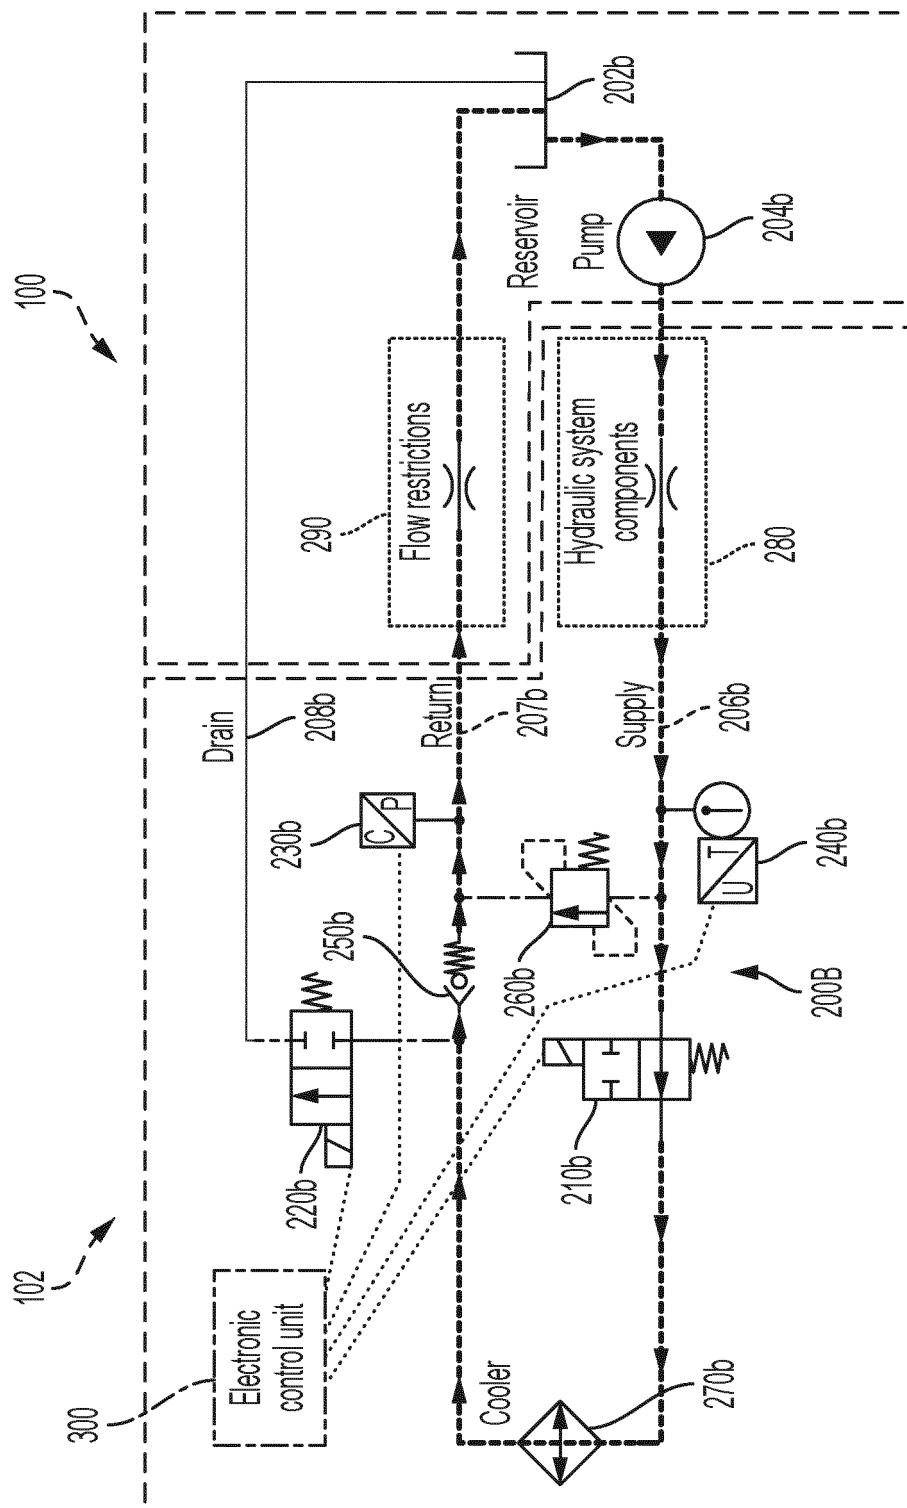 102
100
300
Electronic
control unit
220b
230b
C
P
Drain
208b
290
Flow restrictions
250b
Return
207b
Reservoir
202b
Cooler
270b
210b
260b
Supply
206b
Hydraulic system
components
280
Pump
204b
200B
U
T
240b